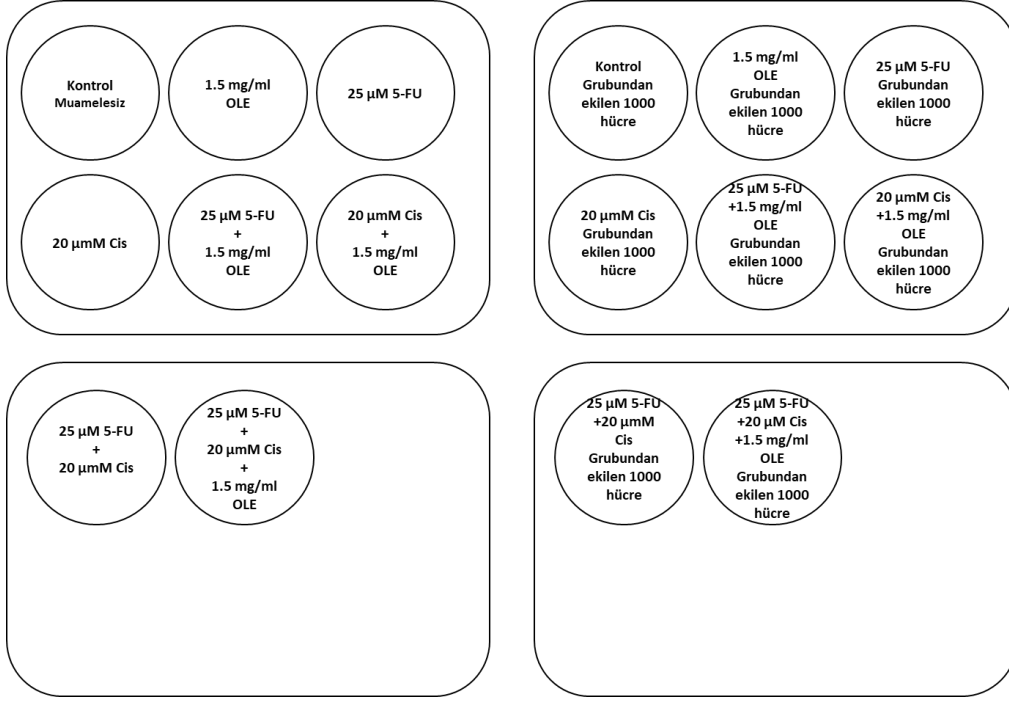 Kontrol
Muamelesiz
1.5 mg/ml
OLE
25 µM 5-FU
20 µmM Cis
25 µM 5-FU
+
1.5 mg/ml
OLE
20 µmM Cis
+
1.5 mg/ml
OLE
Kontrol
Grubundan
ekilen 1000
hücre
1.5 mg/ml
OLE
Grubundan
ekilen 1000
hücre
25 µM 5-FU
Grubundan
ekilen 1000
hücre
20 µmM Cis
Grubundan
ekilen 1000
hücre
25 µM 5-FU
+1.5 mg/ml
OLE
Grubundan
ekilen 1000
hücre
20 µmM Cis
+1.5 mg/ml
OLE
Grubundan
ekilen 1000
hücre
25 µM 5-FU
+
20 µmM Cis
25 µM 5-FU
+
20 µmM Cis
+
1.5 mg/ml
OLE
25 µM 5-FU
+20 µmM
Cis
Grubundan
ekilen 1000
hücre
25 µM 5-FU
+20 µM Cis
+1.5 mg/ml
OLE
Grubundan
ekilen 1000
hücre